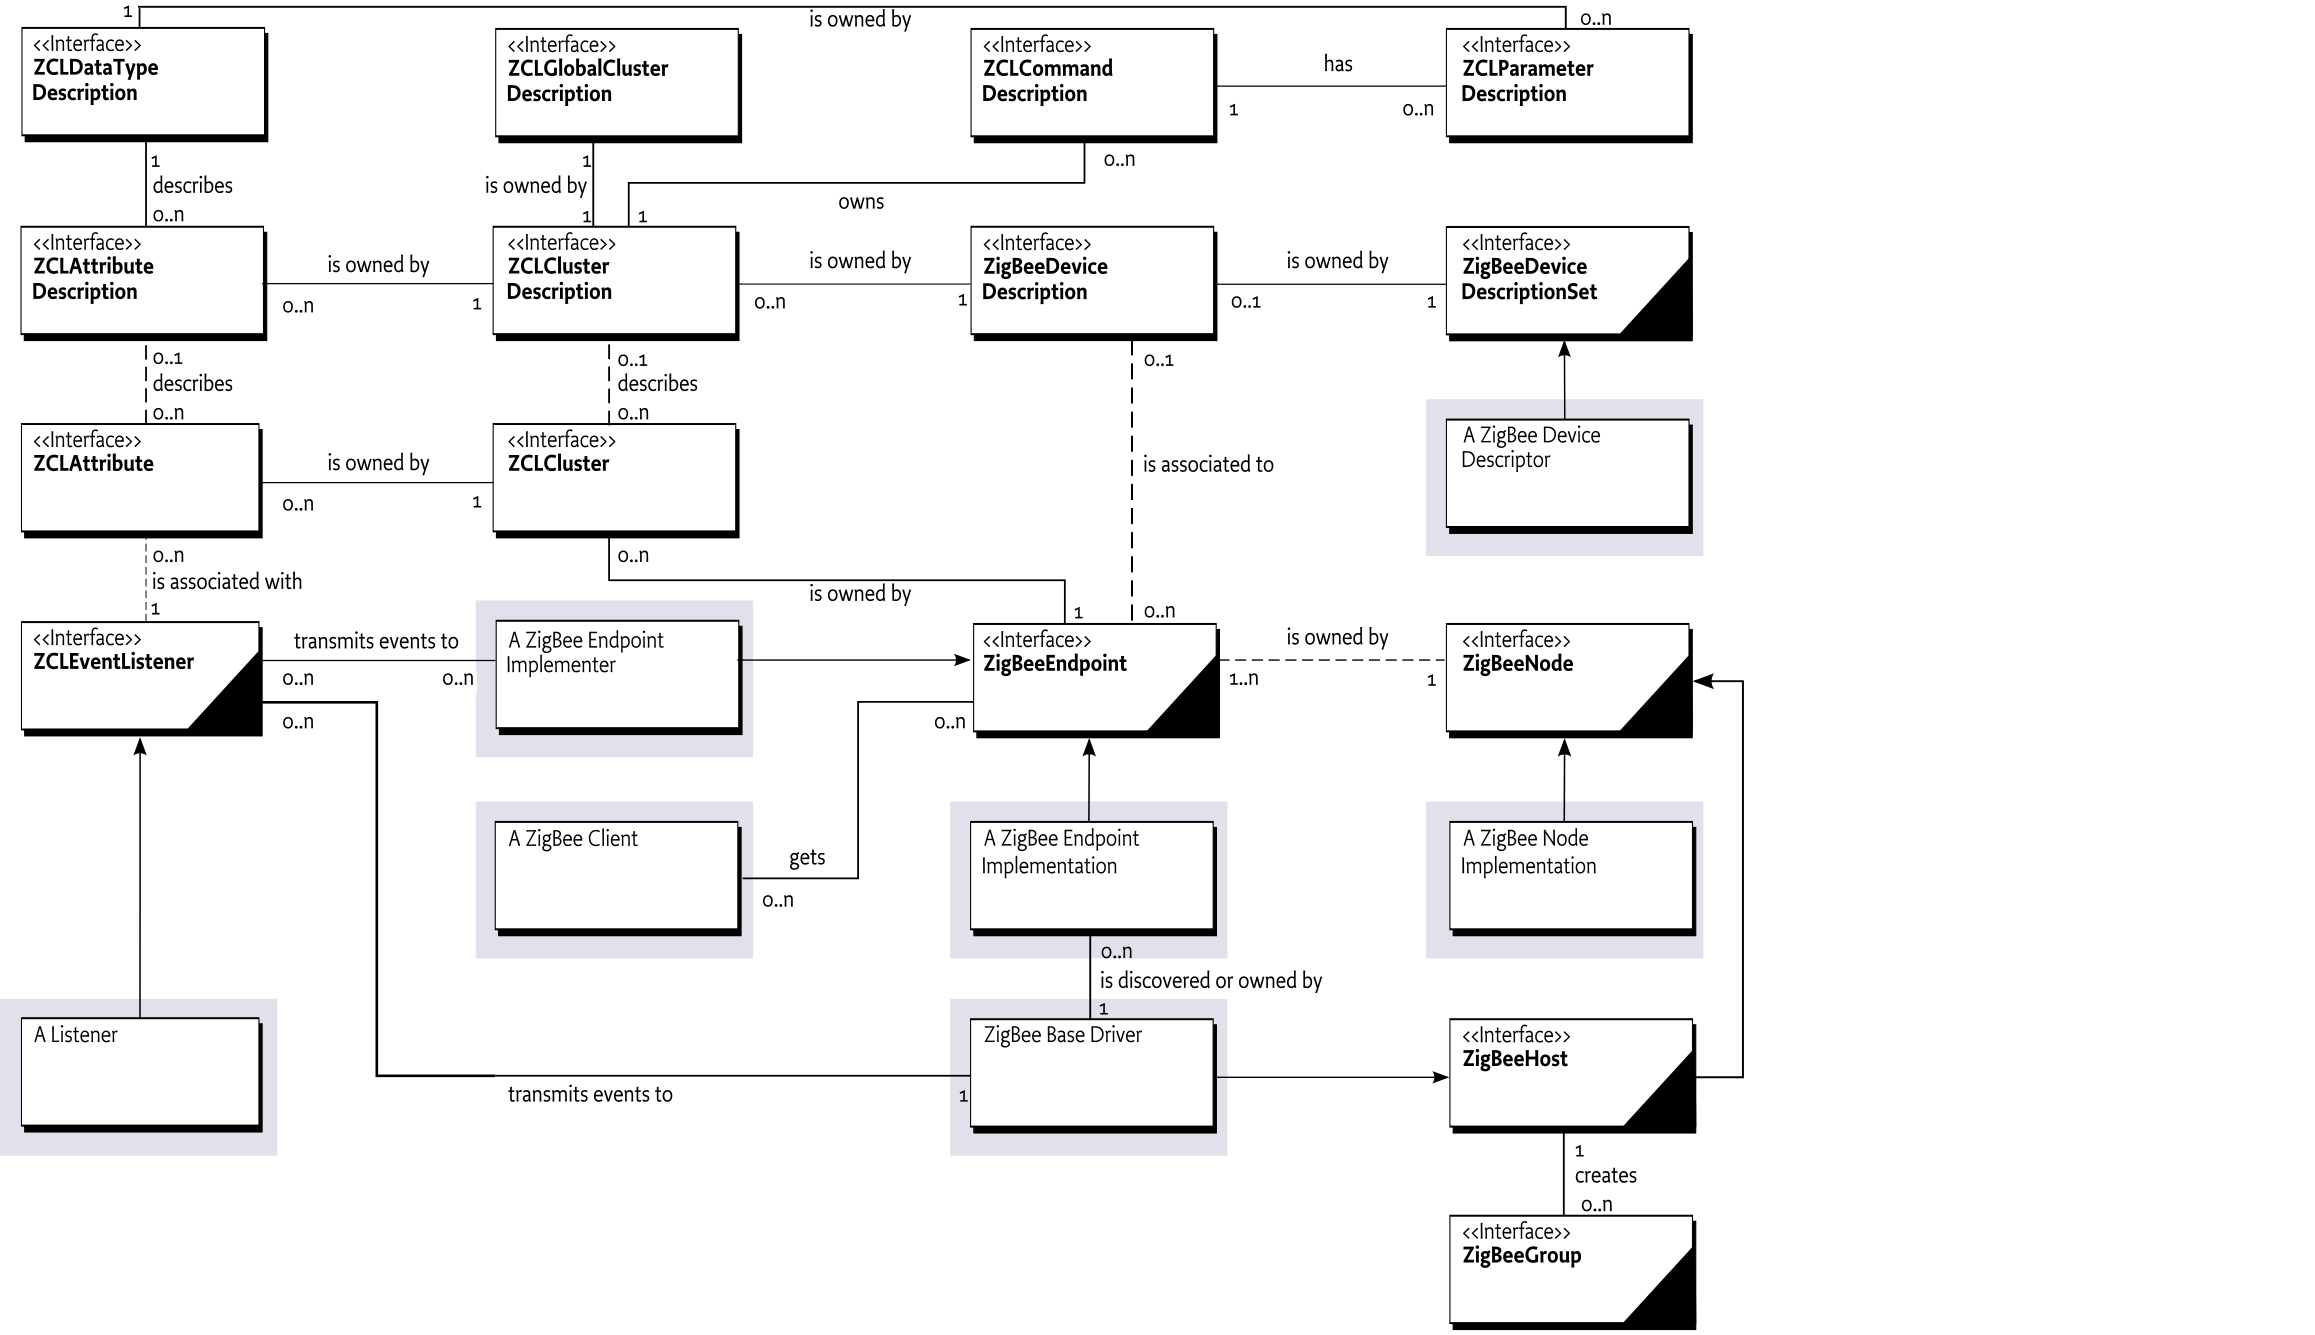 1
is owned by
0..n
<<Interface>>
ZCLDataType
Description
<<Interface>>
ZCLGlobalCluster
Description
<<Interface>>
ZCLCommand
Description
has
1
0..n
<<Interface>>
ZCLParameter
Description
1
describes
0..n
1
is owned by
1
1
0..n
owns
<<Interface>>
ZCLAttribute
Description
is owned by
0..n
1
<<Interface>>
ZCLCluster
Description
is owned by
0..n
1
<<Interface>>
ZigBeeDevice
Description
is owned by
0..1
1
<<Interface>>
ZigBeeDevice
DescriptionSet
0..1
describes
0..n
0..1
describes
0..n
0..1
is associated to
0..n
A ZigBee Device
Descriptor
<<Interface>>
ZCLAttribute
is owned by
0..n
1
<<Interface>>
ZCLCluster
0..n
is associated with
1
0..n
is owned by
1
<<Interface>>
ZCLEventListener
transmits events to
0..n
0..n
0..n
A ZigBee Endpoint
Implementer
<<Interface>>
ZigBeeEndpoint
0..n
is owned by
1..n
1
<<Interface>>
ZigBeeNode
A ZigBee Client
gets
0..n
A ZigBee Endpoint
Implementation
A ZigBee Node
Implementation
0..n
is discovered or owned by
1
A Listener
transmits events to
1
ZigBee Base Driver
<<Interface>>
ZigBeeHost
1
creates
0..n
<<Interface>>
ZigBeeGroup